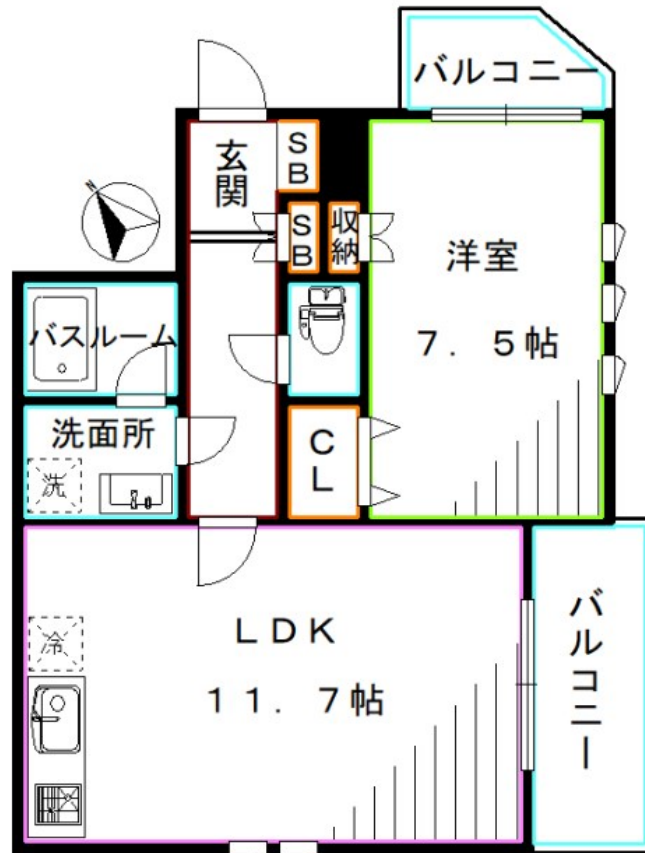 バルコニー
玄関
SB
N
SB
収納
洋室
7.5帖
バスルーム
洗面所
洗
CL
LDK
11.7帖
冷
バルコニー